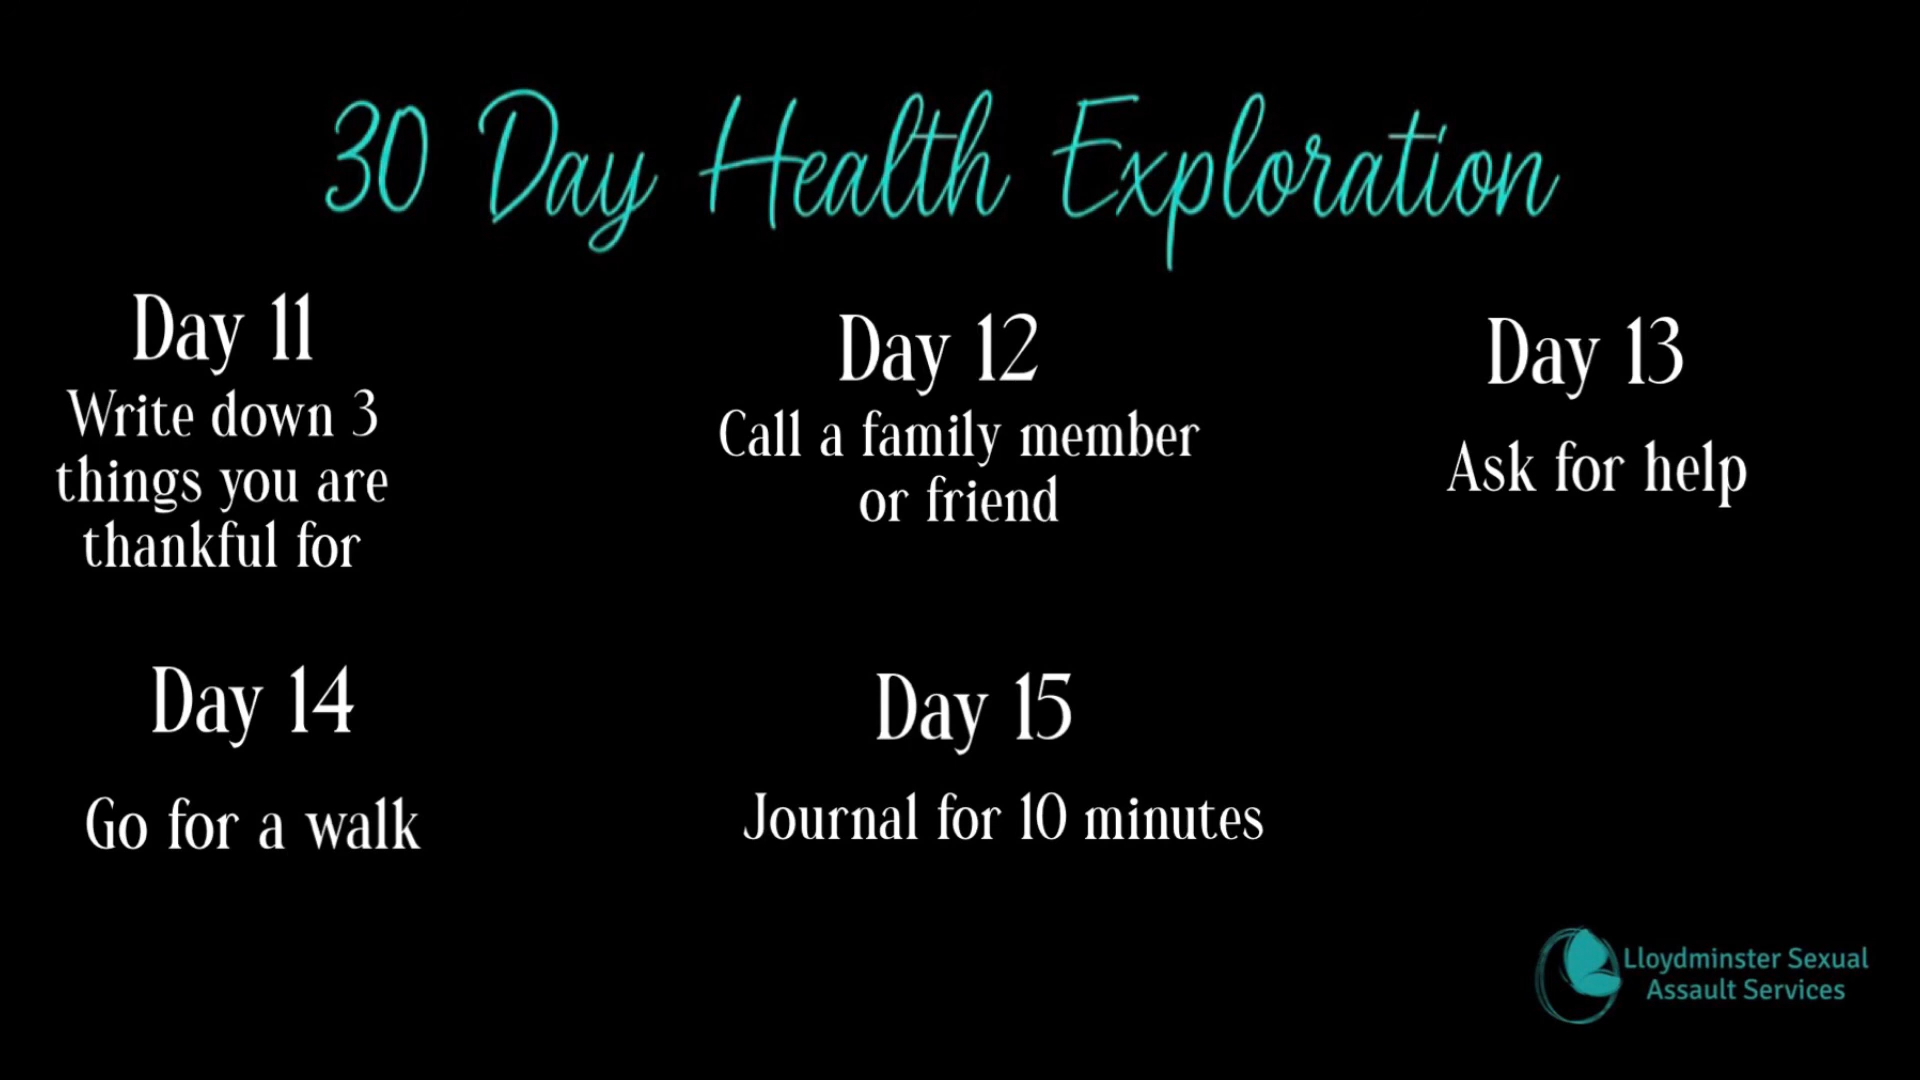 30 Day Health Exploration
Day 11
Write down 3
things you are
thankful for
Day 12
Call a family member
or friend
Day 13
Ask for help
Day 14
Go for a walk
Day 15
Journal for 10 minutes
Lloydminster Sexual
Assault Services